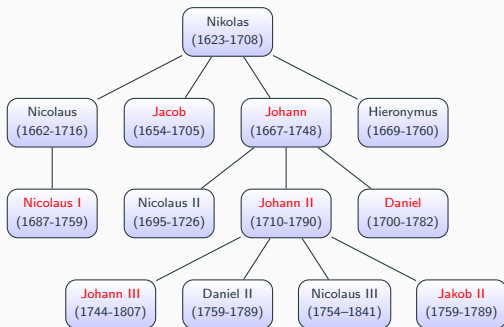 Nikolas
(1623-1708)
Nicolaus
(1662-1716)
Jacob
(1654-1705)
Johann
(1667-1748)
Hieronymus
(1669-1760)
Nicolaus I
(1687-1759)
Nicolaus II
(1695-1726)
Johann II
(1710-1790)
Daniel
(1700-1782)
Johann III
(1744-1807)
Daniel II
(1759-1789)
Nicolaus III
(1754–1841)
Jakob II
(1759-1789)